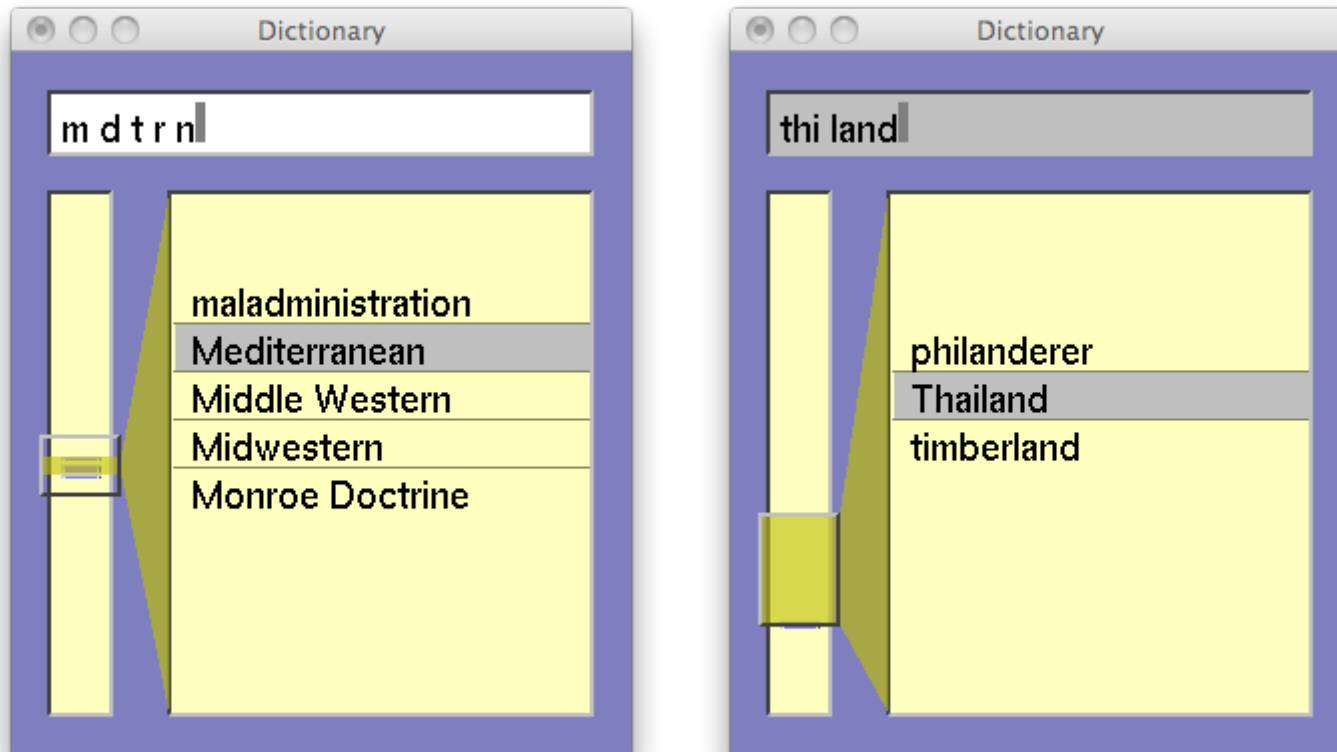 Dictionary
m d t r n
maladministration
Mediterranean
Middle Western
Midwestern
Monroe Doctrine
Dictionary
thi land
philanderer
Thailand
timberland